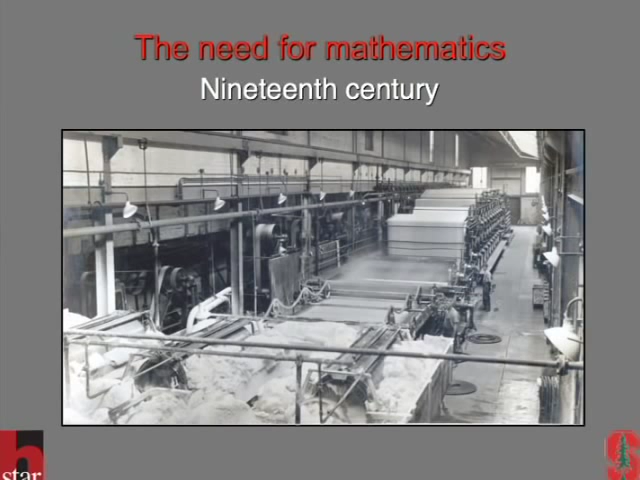 The need for mathematics
Nineteenth century
h
star
S